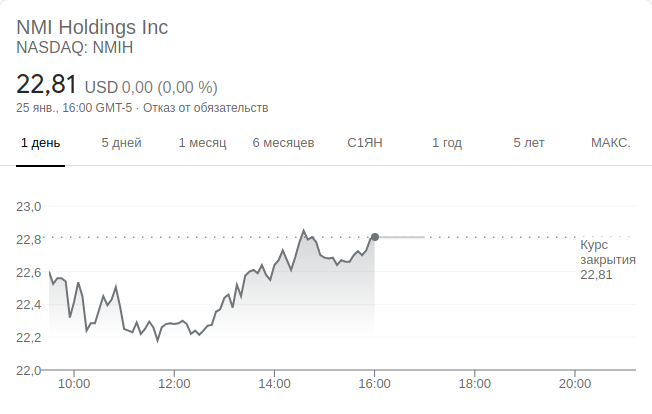 NMI Holdings Inc
NASDAQ: NMIH
22,81 USD 0,00 (0,00 %)
25 янв., 16:00 GMT-5 · Отказ от обязательств
1 день 5 дней 1 месяц 6 месяцев С1ЯН 1 год 5 лет МАКС.
23,0
22,8
Курс
закрытия
22,81
22,6
22,4
22,2
22,0
10:00 12:00 14:00 16:00 18:00 20:00